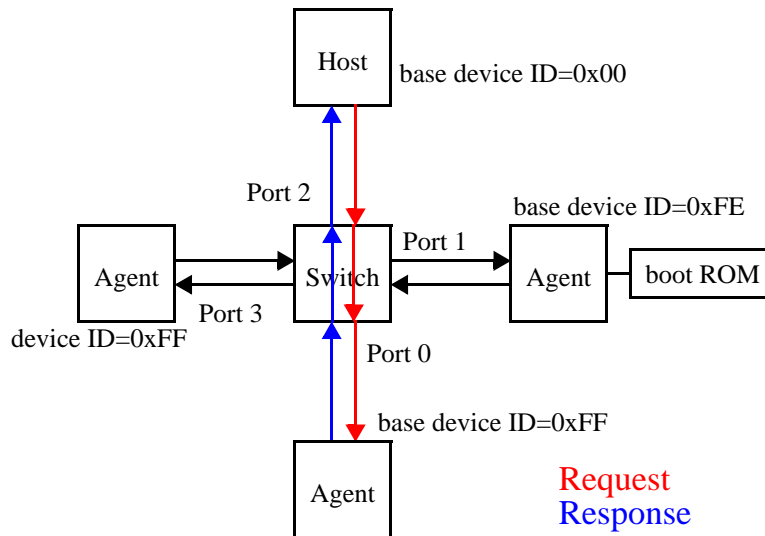 Host
base device ID=0x00
Port 2
base device ID=0xFE
Port 1
Agent
Switch
Agent
boot ROM
Port 3
device ID=0xFF
Port 0
base device ID=0xFF
Agent
Request
Response